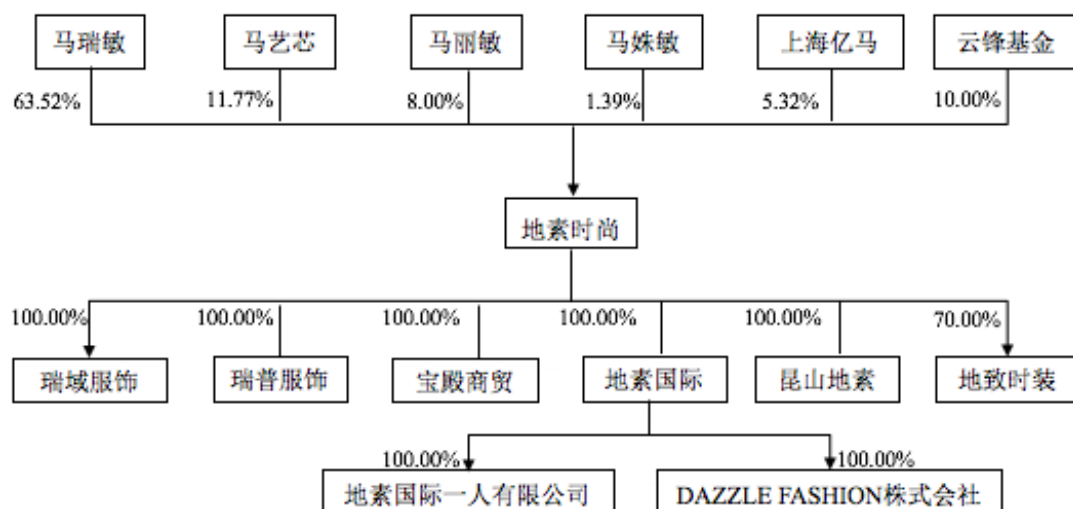 马瑞敏 马艺芯 马丽敏 马姝敏 上海亿马 云锋基金
63.52% 11.77% 8.00% 1.39% 5.32% 10.00%
地素时尚
100.00% 100.00% 100.00% 100.00% 100.00% 70.00%
瑞域服饰 瑞普服饰 宝殿商贸 地素国际 昆山地素 地致时装
100.00% 100.00%
地素国际一人有限公司 DAZZLE FASHION株式会社